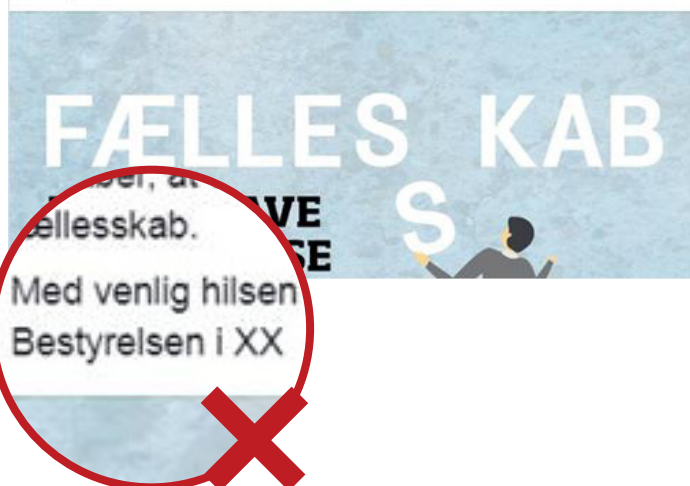 FÆLLES KAB
S
ællesskab.
Med venlig hilsen
Bestyrelsen i XX